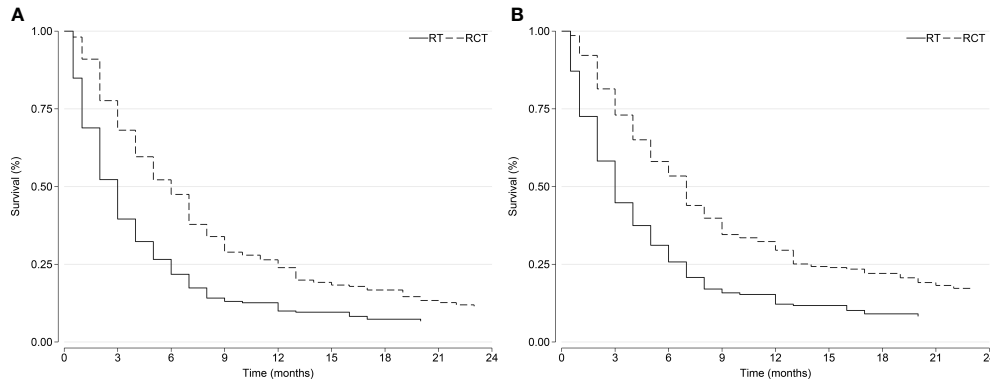 A
B
RT RCT
1.00
0.75
0.50
0.25
0.00
Survival (%)
0 3 6 9 12 15 18 21 24
Time (months)
RT RCT
1.00
0.75
0.50
0.25
0.00
Survival (%)
0 3 6 9 12 15 18 21 2
Time (months)